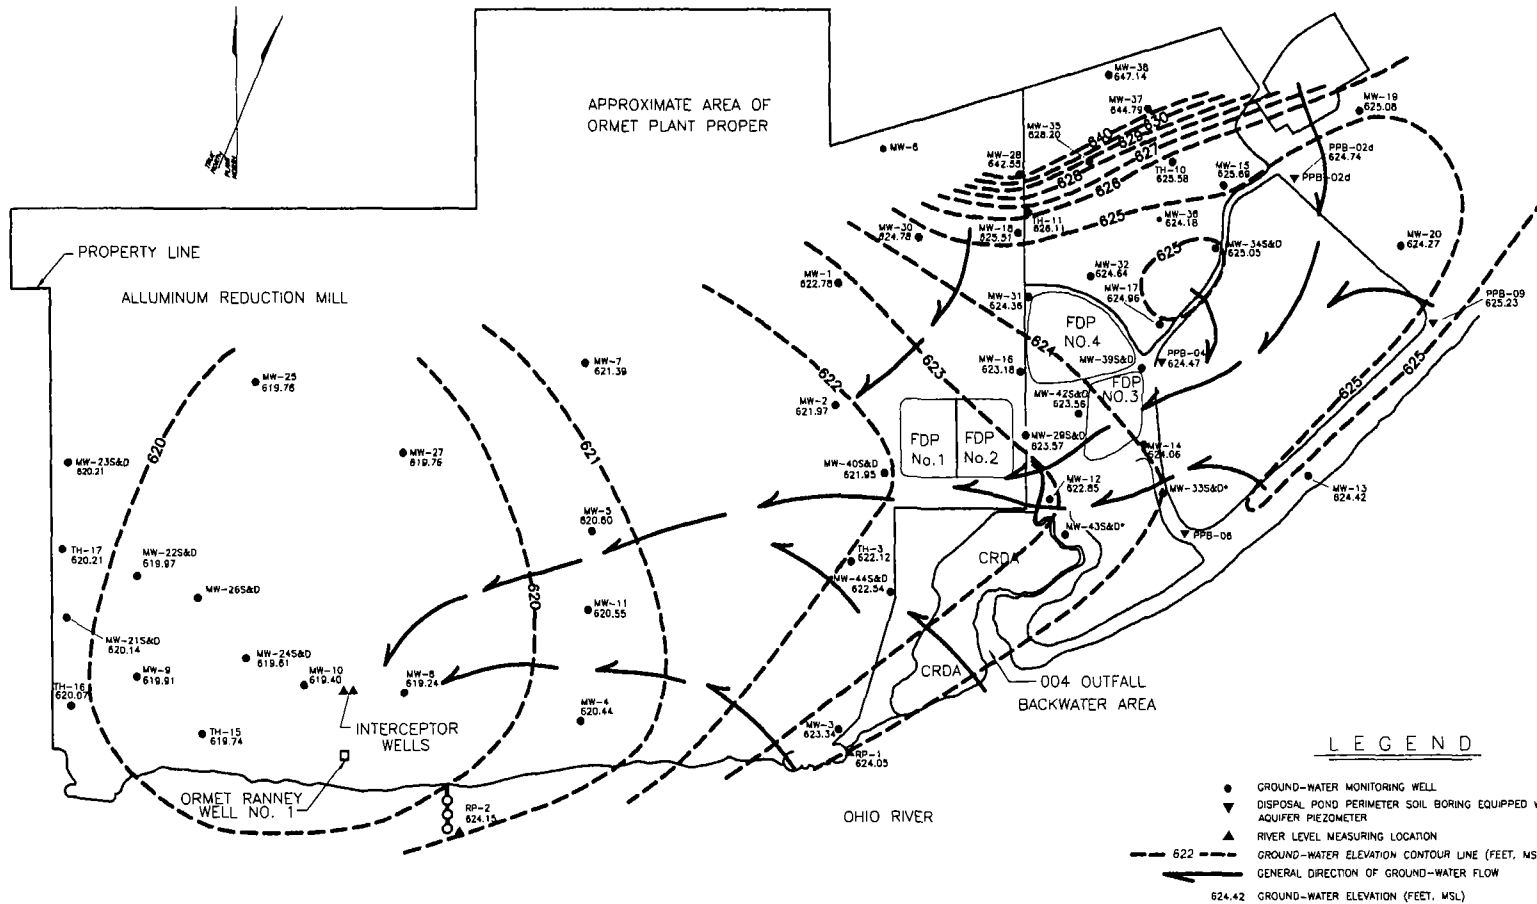 TRUE
NORTH
PLANT
NORTH
APPROXIMATE AREA OF
ORMET PLANT PROPER
PROPERTY LINE
ALLUMINUM REDUCTION MILL
MW-38
647.14
MW-37
644.79
MW-35
628.20
MW-28
642.55
MW-6
MW-19
625.08
PPB-02d
624.74
PPB-02d
TH-10
625.58
MW-15
625.69
MW-36
624.18
TH-11
626.11
MW-18
625.51
MW-30
624.78
MW-34S&D
625.05
MW-20
624.27
MW-32
624.64
MW-17
624.96
MW-1
622.78
MW-31
624.36
PPB-09
625.23
640
630
629
628
627
626
625
625
625
625
624
623
622
621
620
620
FDP
NO.4
MW-39S&D
PPB-04
624.47
FDP
NO.3
MW-16
623.18
MW-42S&D
623.56
MW-7
621.39
MW-25
619.76
MW-2
621.97
FDP
No.1
FDP
No.2
MW-29S&D
623.57
MW-14
624.06
MW-27
619.76
MW-23S&D
620.21
MW-40S&D
621.95
MW-12
622.85
MW-33S&D*
MW-13
624.42
MW-5
620.60
MW-43S&D*
PPB-06
TH-17
620.21
MW-22S&D
619.97
MW-26S&D
TH-3
622.12
MW-44S&D
622.54
CRDA
MW-11
620.55
MW-21S&D
620.14
MW-24S&D
619.61
MW-9
619.91
MW-10
619.40
MW-8
619.24
TH-16
620.07
CRDA
004 OUTFALL
BACKWATER AREA
MW-4
620.44
MW-3
623.34
TH-15
619.74
INTERCEPTOR
WELLS
RP-1
624.05
ORMET RANNEY
WELL NO. 1
RP-2
624.15
OHIO RIVER
LEGEND
GROUND-WATER MONITORING WELL
DISPOSAL POND PERIMETER SOIL BORING EQUIPPED
AQUIFER PIEZOMETER
RIVER LEVEL MEASURING LOCATION
622 GROUND-WATER ELEVATION CONTOUR LINE (FEET, MS
GENERAL DIRECTION OF GROUND-WATER FLOW
624.42 GROUND-WATER ELEVATION (FEET, MSL)